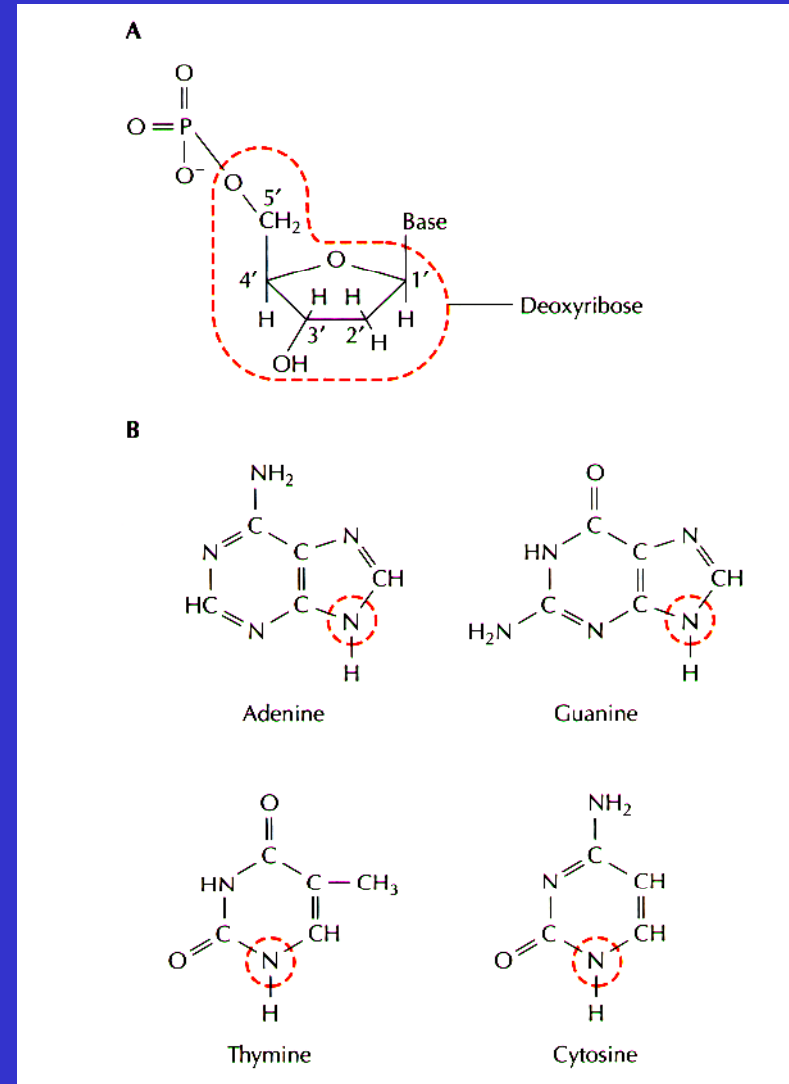 A
O
O=P
O⁻
O
5′
CH₂
Base
O
4′
1′
H
H
H
H
3′
2′
H
OH
Deoxyribose
B
NH₂
C
N
C
N
HC
CH
N
C
N
H
Adenine
O
C
HN
C
N
CH
C
C
H₂N
N
N
H
Guanine
O
C
HN
C
CH₃
C
CH
O
N
H
Thymine
NH₂
C
N
CH
C
CH
O
N
H
Cytosine